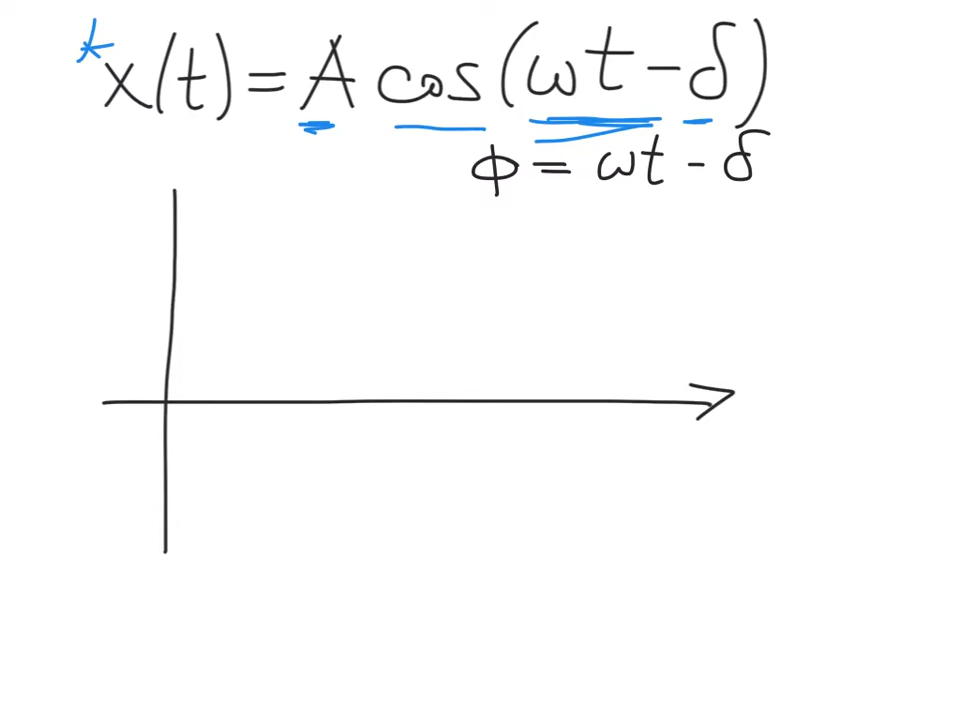 *x(t) = A cos(ωt - δ)
φ = ωt - δ